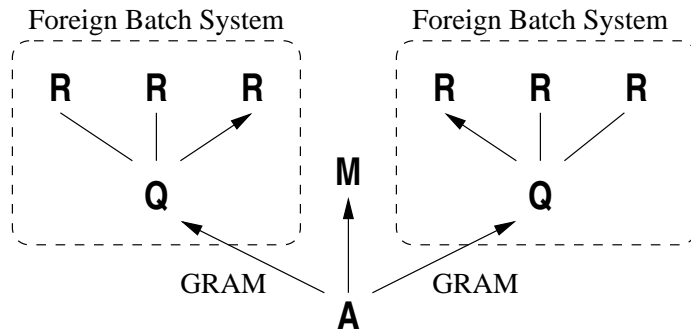 Foreign Batch System Foreign Batch System
R R R R R R
M
Q Q
GRAM GRAM
A